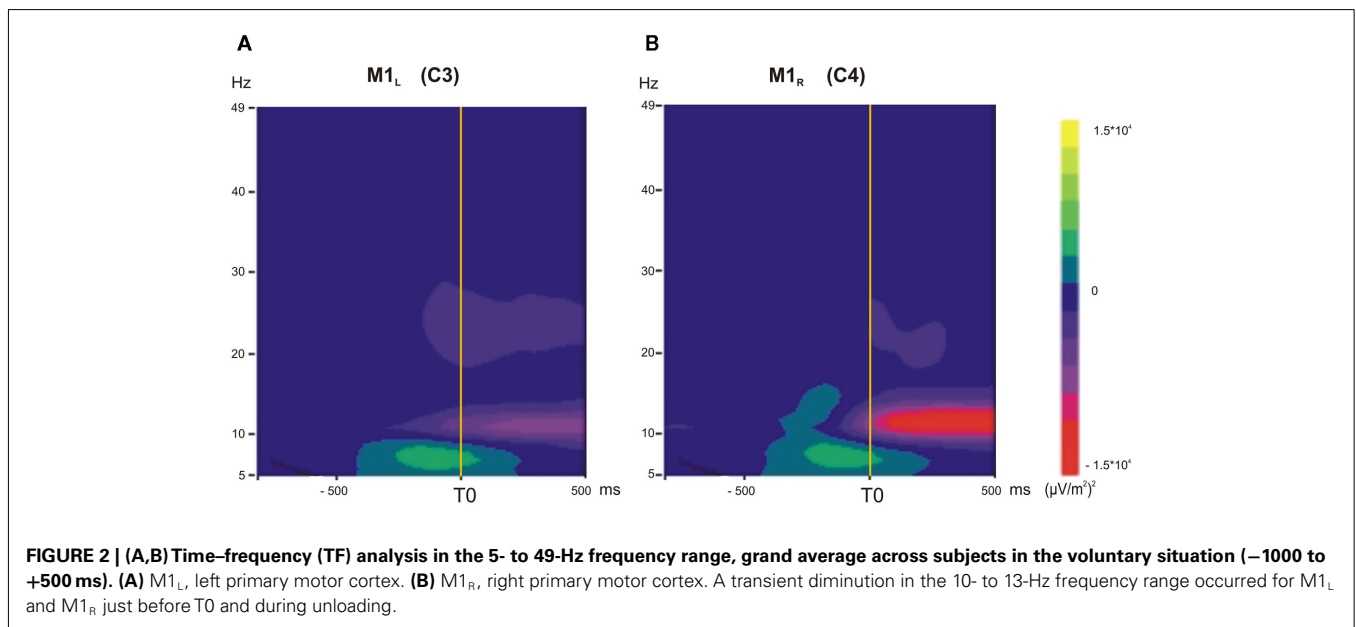 A
B
M1L (C3)
M1R (C4)
Hz
Hz
49
49
1.5*10⁴
40
40
30
30
0
20
20
10
10
5
5
- 1.5*10⁴
- 500
T0
500 ms
- 500
T0
500 ms
(µV/m²)²
FIGURE 2 | (A,B) Time–frequency (TF) analysis in the 5- to 49-Hz frequency range, grand average across subjects in the voluntary situation (−1000 to
+500 ms). (A) M1L, left primary motor cortex. (B) M1R, right primary motor cortex. A transient diminution in the 10- to 13-Hz frequency range occurred for M1L
and M1R just before T0 and during unloading.